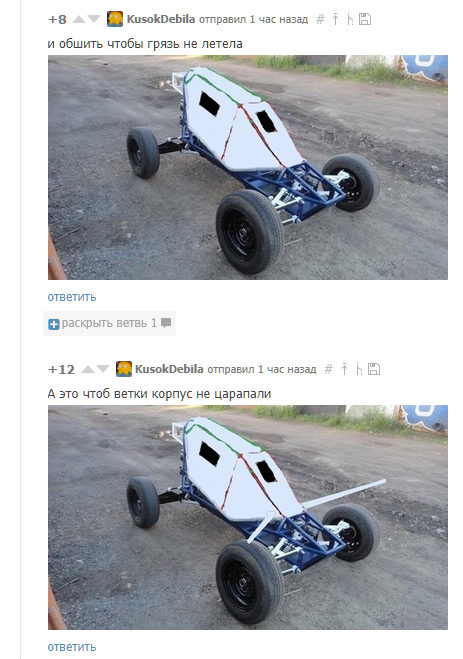 +8 KusokDebila отправил 1 час назад #
и обшить чтобы грязь не летела
ответить
раскрыть ветвь 1
+12 KusokDebila отправил 1 час назад #
А это чтоб ветки корпус не царапали
ответить